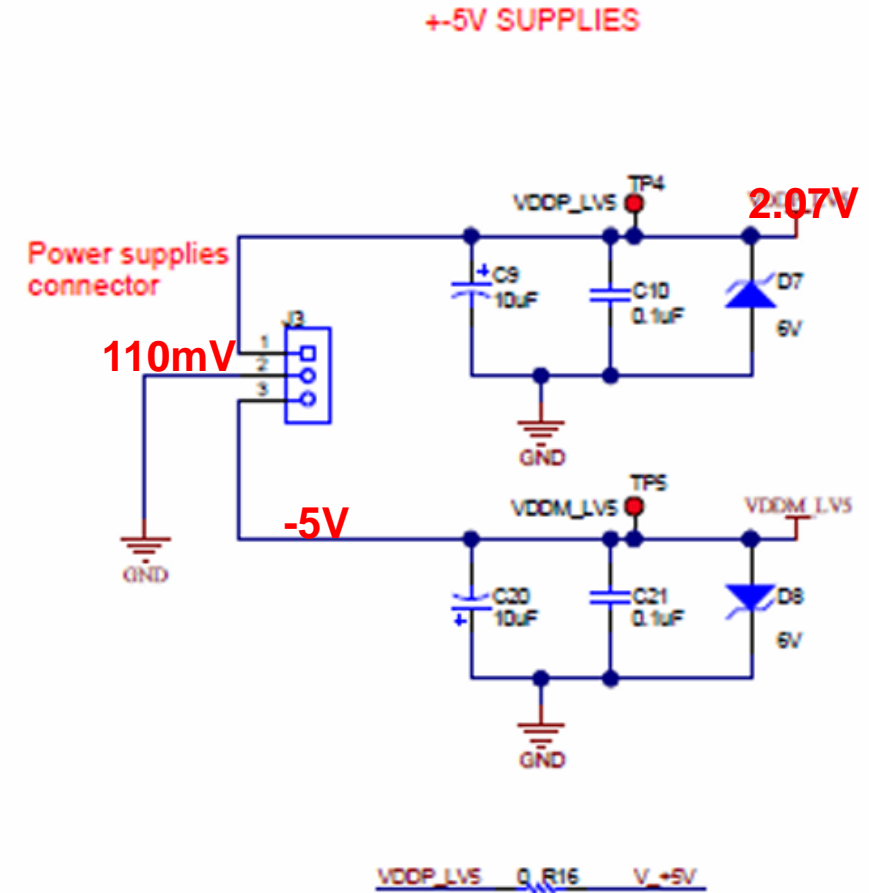 +-5V SUPPLIES
TP4
VDDP_LV5
2.07V
Power supplies
connector
C9
10uF
C10
0.1uF
D7
6V
J3
1
110mV
2
3
GND
TP5
VDDM_LV5
VDDM_LV5
-5V
GND
C20
10uF
C21
0.1uF
D8
6V
GND
VDDP_LV5 0 R16 V_+5V